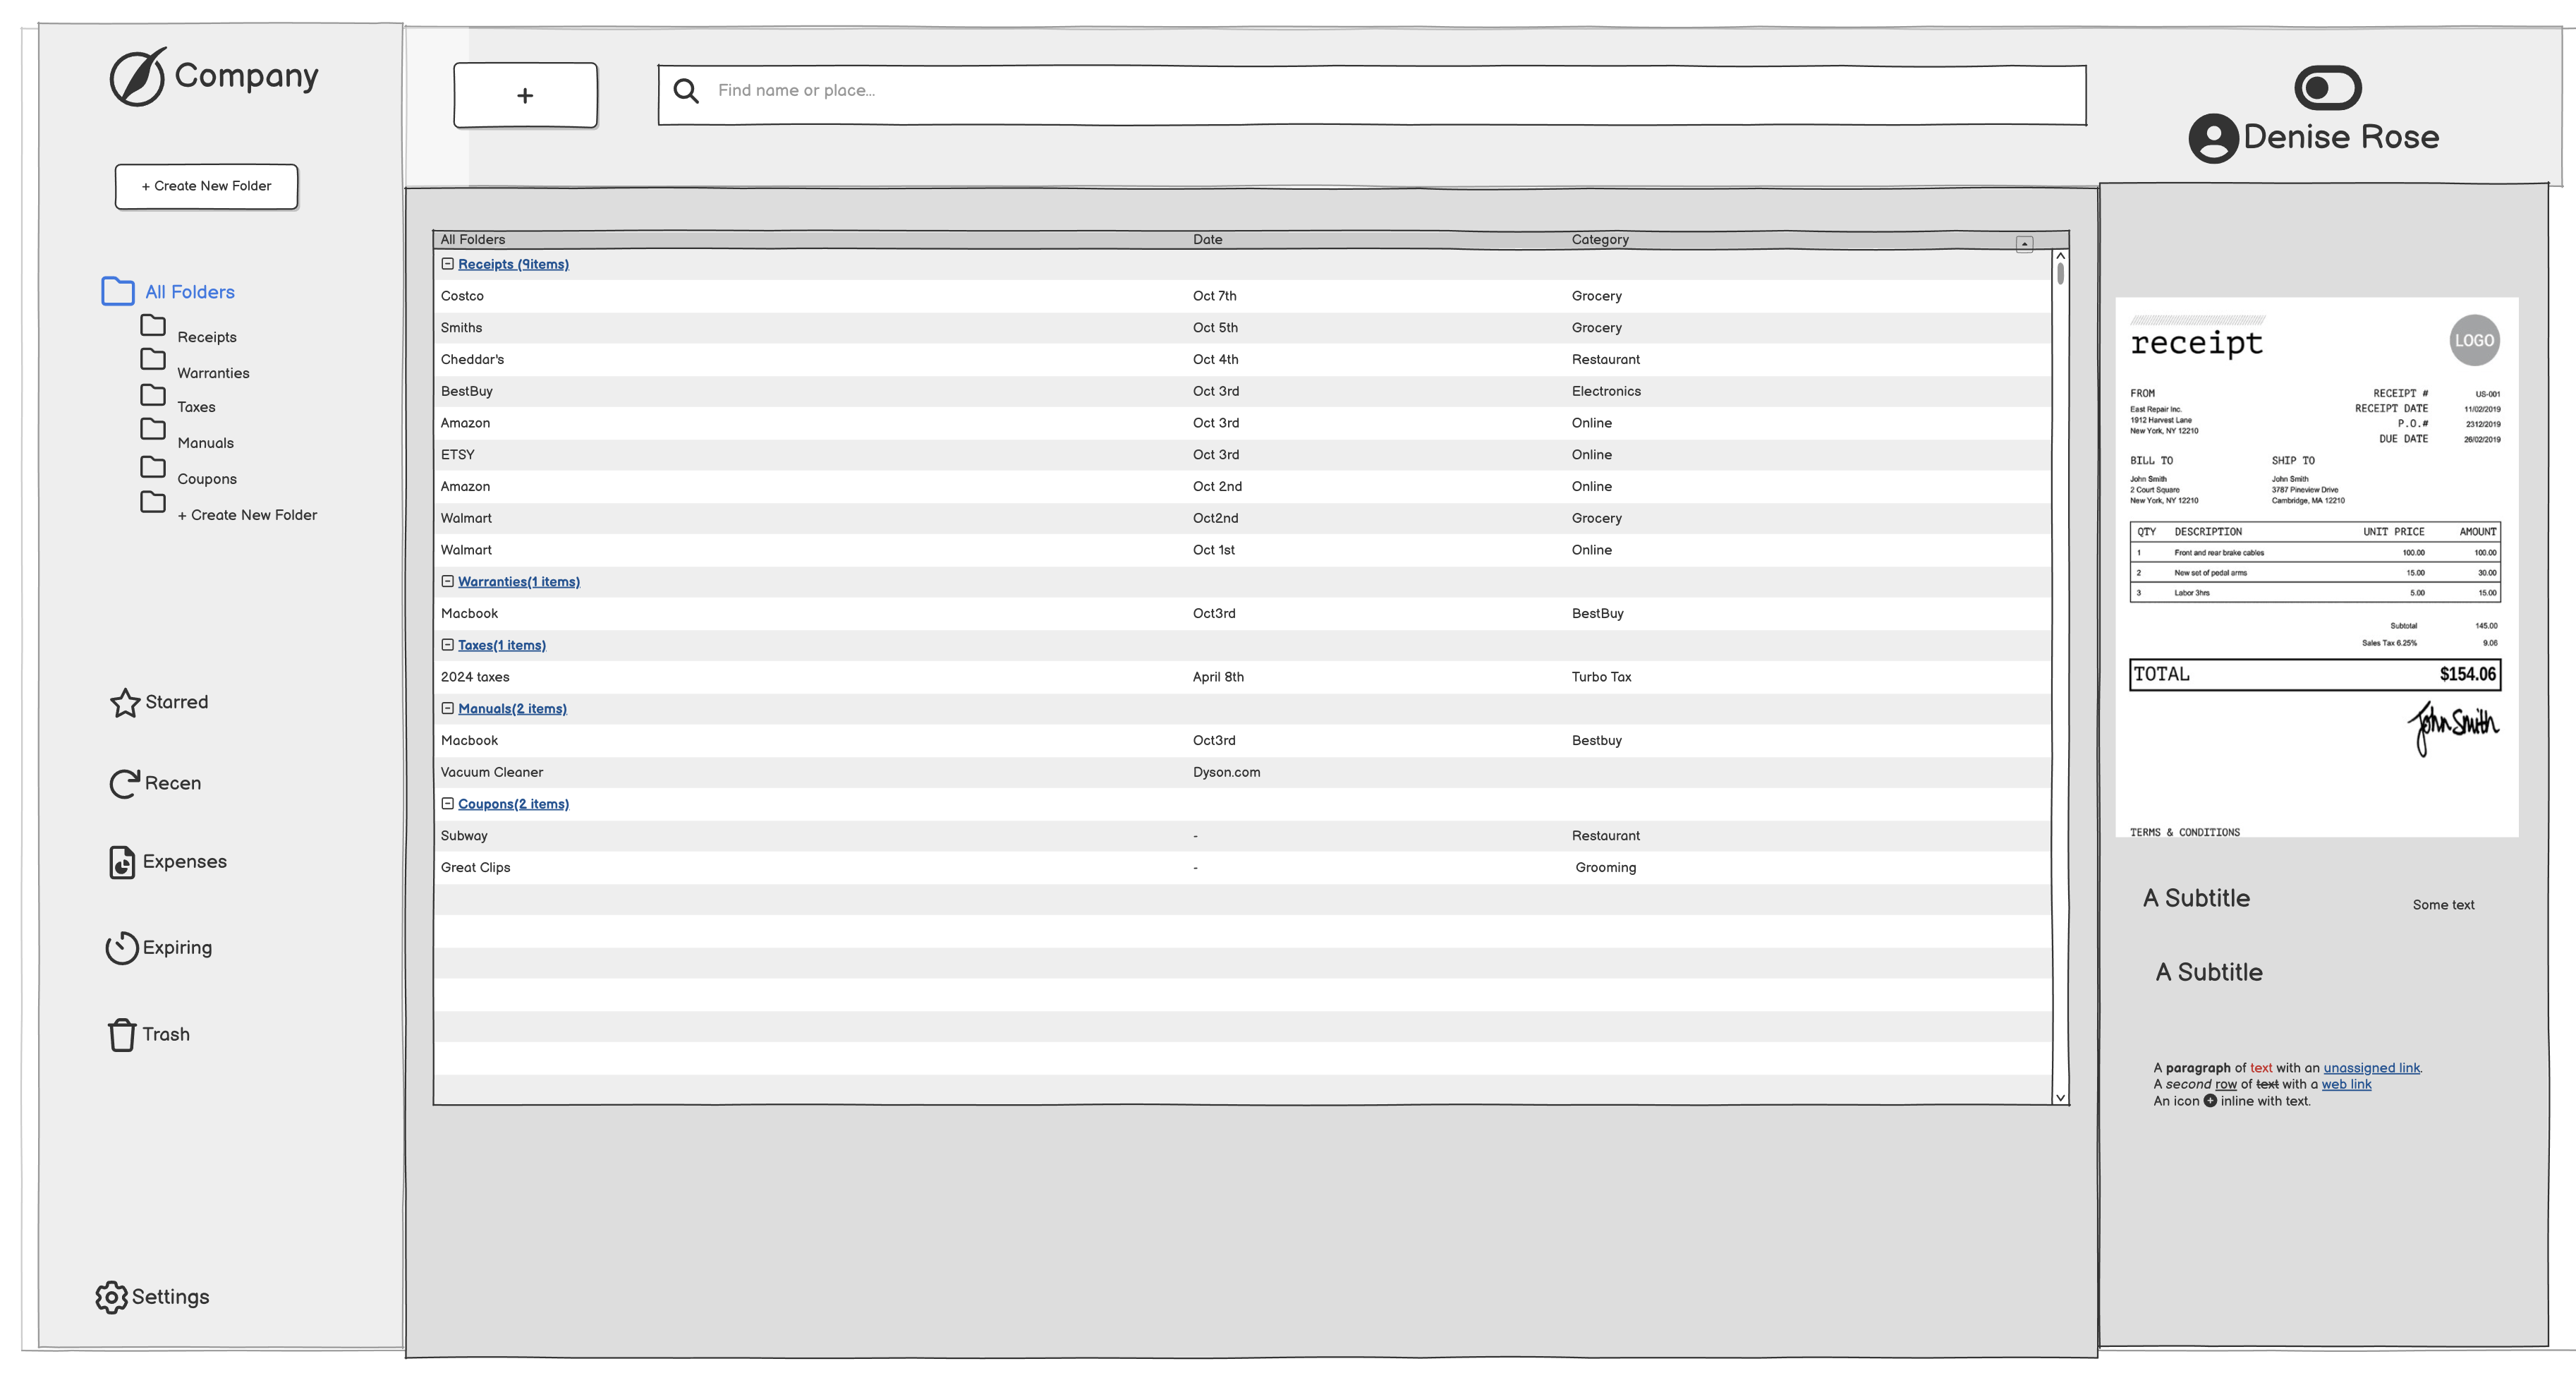 Company
+ Create New Folder
All Folders
Receipts
Warranties
Taxes
Manuals
Coupons
+ Create New Folder
Starred
Recen
Expenses
Expiring
Trash
Settings
+
Find name or place...
Denise Rose
All Folders Date Category
Receipts (9items)
Costco Oct 7th Grocery
Smiths Oct 5th Grocery
Cheddar's Oct 4th Restaurant
BestBuy Oct 3rd Electronics
Amazon Oct 3rd Online
ETSY Oct 3rd Online
Amazon Oct 2nd Online
Walmart Oct2nd Grocery
Walmart Oct 1st Online
Warranties(1 items)
Macbook Oct3rd BestBuy
Taxes(1 items)
2024 taxes April 8th Turbo Tax
Manuals(2 items)
Macbook Oct3rd Bestbuy
Vacuum Cleaner Dyson.com
Coupons(2 items)
Subway - Restaurant
Great Clips - Grooming
receipt LOGO
FROM RECEIPT # US-001
East Repair Inc. RECEIPT DATE 11/02/2019
1912 Harvest Lane P.O.# 2312/2019
New York, NY 12210 DUE DATE 26/02/2019
BILL TO SHIP TO
John Smith John Smith
2 Court Square 3787 Pineview Drive
New York, NY 12210 Cambridge, MA 12210
QTY DESCRIPTION UNIT PRICE AMOUNT
1 Front and rear brake cables 100.00 100.00
2 New set of pedal arms 15.00 30.00
3 Labor 3hrs 5.00 15.00
Subtotal 145.00
Sales Tax 6.25% 9.06
TOTAL $154.06
John Smith
TERMS & CONDITIONS
A Subtitle Some text
A Subtitle
A paragraph of text with an unassigned link.
A second row of text with a web link
An icon inline with text.